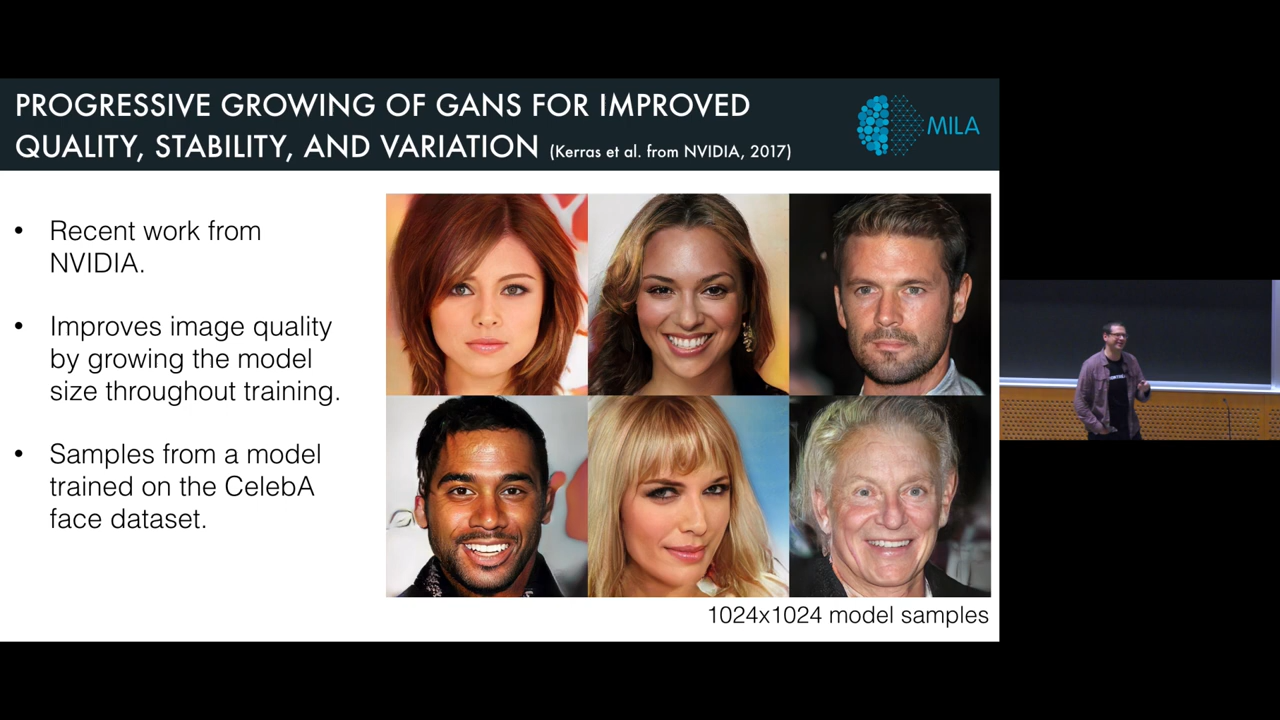 PROGRESSIVE GROWING OF GANS FOR IMPROVED
QUALITY, STABILITY, AND VARIATION (Kerras et al. from NVIDIA, 2017)
MILA
• Recent work from
NVIDIA.
• Improves image quality
by growing the model
size throughout training.
• Samples from a model
trained on the CelebA
face dataset.
1024x1024 model samples